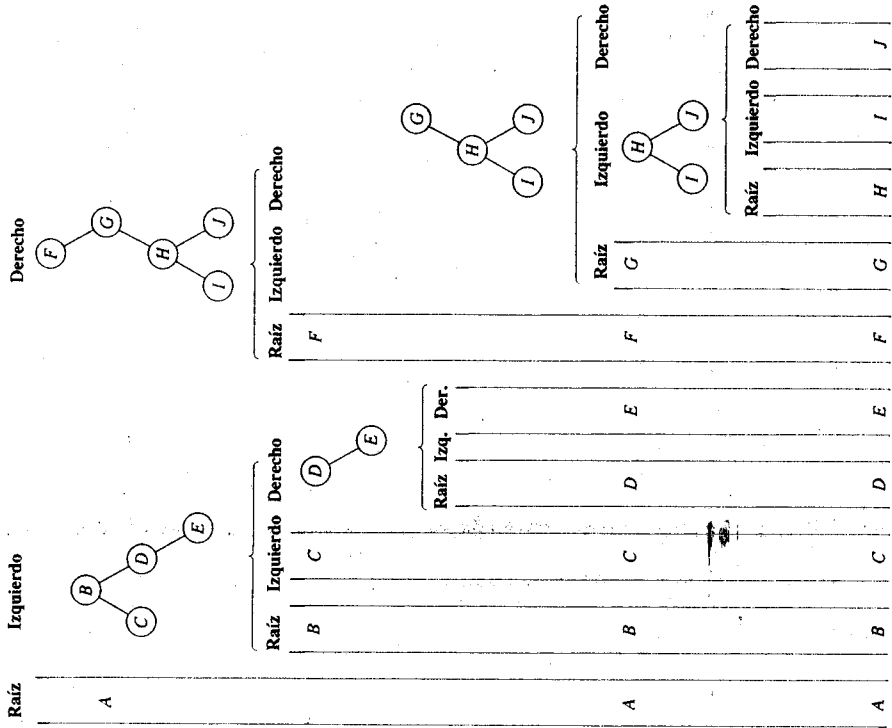 Raíz Izquierdo Derecho
F
B
A G
C D H
E I J
Raíz Izquierdo Derecho Raíz Izquierdo Derecho
B C D F
E
G
Raíz Izq. Der.
H
I J
Raíz Izquierdo Derecho
A B C D E F G H
I J
Raíz Izquierdo Derecho
A B C D E F G H I J